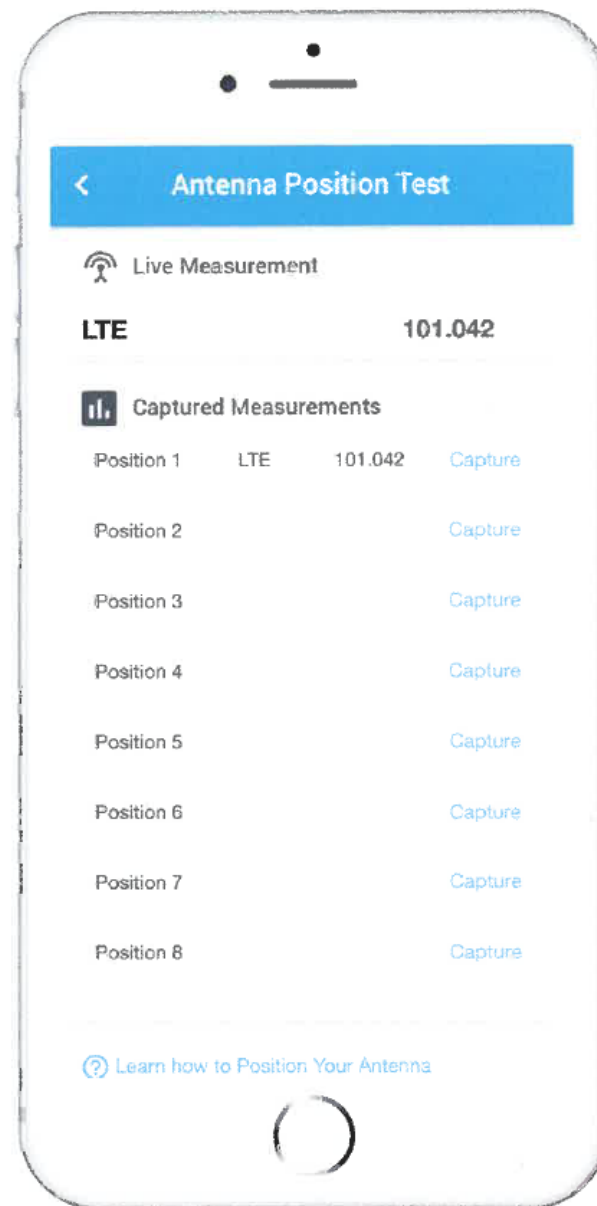 Antenna Position Test
Live Measurement
LTE 101.042
Captured Measurements
Position 1 LTE 101.042 Capture
Position 2 Capture
Position 3 Capture
Position 4 Capture
Position 5 Capture
Position 6 Capture
Position 7 Capture
Position 8 Capture
Learn how to Position Your Antenna